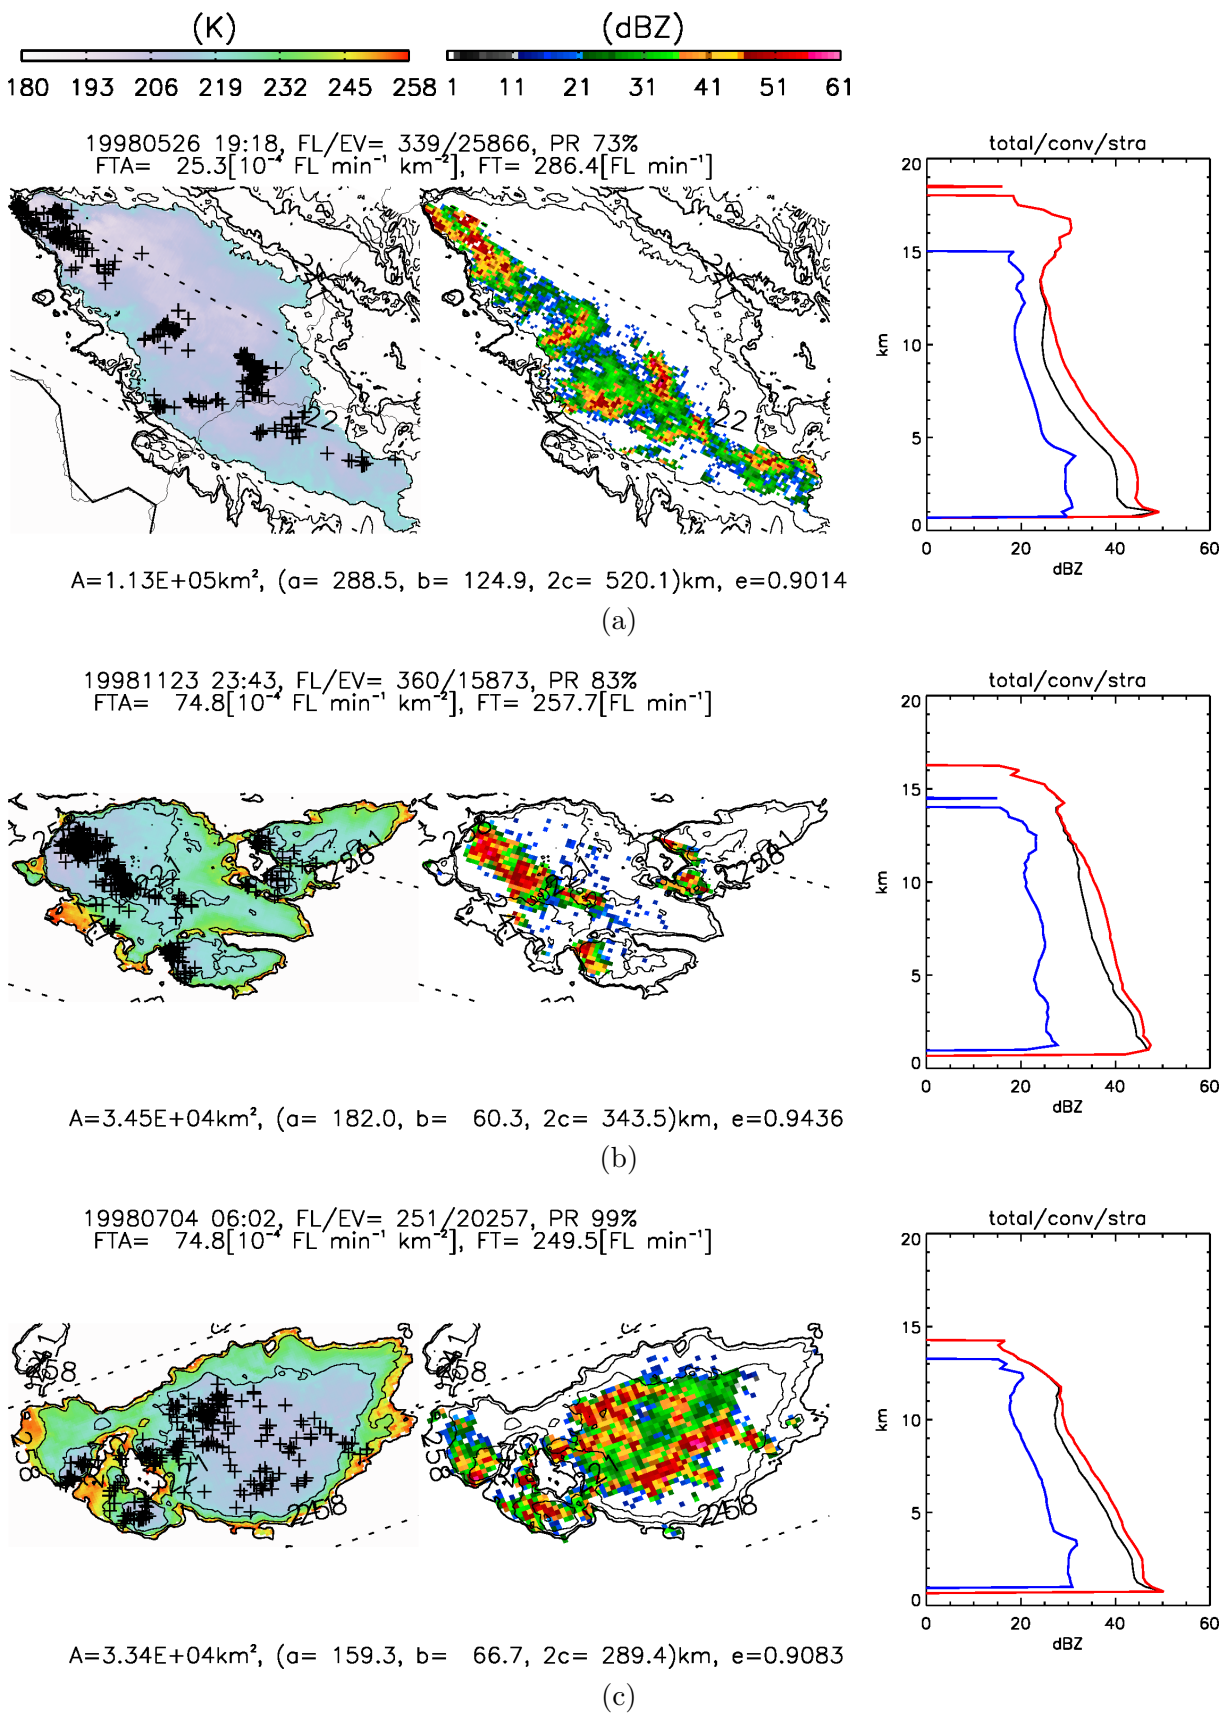 (K)
(dBZ)
180 193 206 219 232 245 258
1 11 21 31 41 51 61
19980526 19:18, FL/EV= 339/25866, PR 73%
FTA= 25.3[10⁻⁴ FL min⁻¹ km⁻²], FT= 286.4[FL min⁻¹]
total/conv/stra
20
15
10
5
0
km
0 20 40 60
dBZ
A=1.13E+05km², (a= 288.5, b= 124.9, 2c= 520.1)km, e=0.9014
(a)
19981123 23:43, FL/EV= 360/15873, PR 83%
FTA= 74.8[10⁻⁴ FL min⁻¹ km⁻²], FT= 257.7[FL min⁻¹]
total/conv/stra
20
15
10
5
0
km
0 20 40 60
dBZ
A=3.45E+04km², (a= 182.0, b= 60.3, 2c= 343.5)km, e=0.9436
(b)
19980704 06:02, FL/EV= 251/20257, PR 99%
FTA= 74.8[10⁻⁴ FL min⁻¹ km⁻²], FT= 249.5[FL min⁻¹]
total/conv/stra
20
15
10
5
0
km
0 20 40 60
dBZ
A=3.34E+04km², (a= 159.3, b= 66.7, 2c= 289.4)km, e=0.9083
(c)